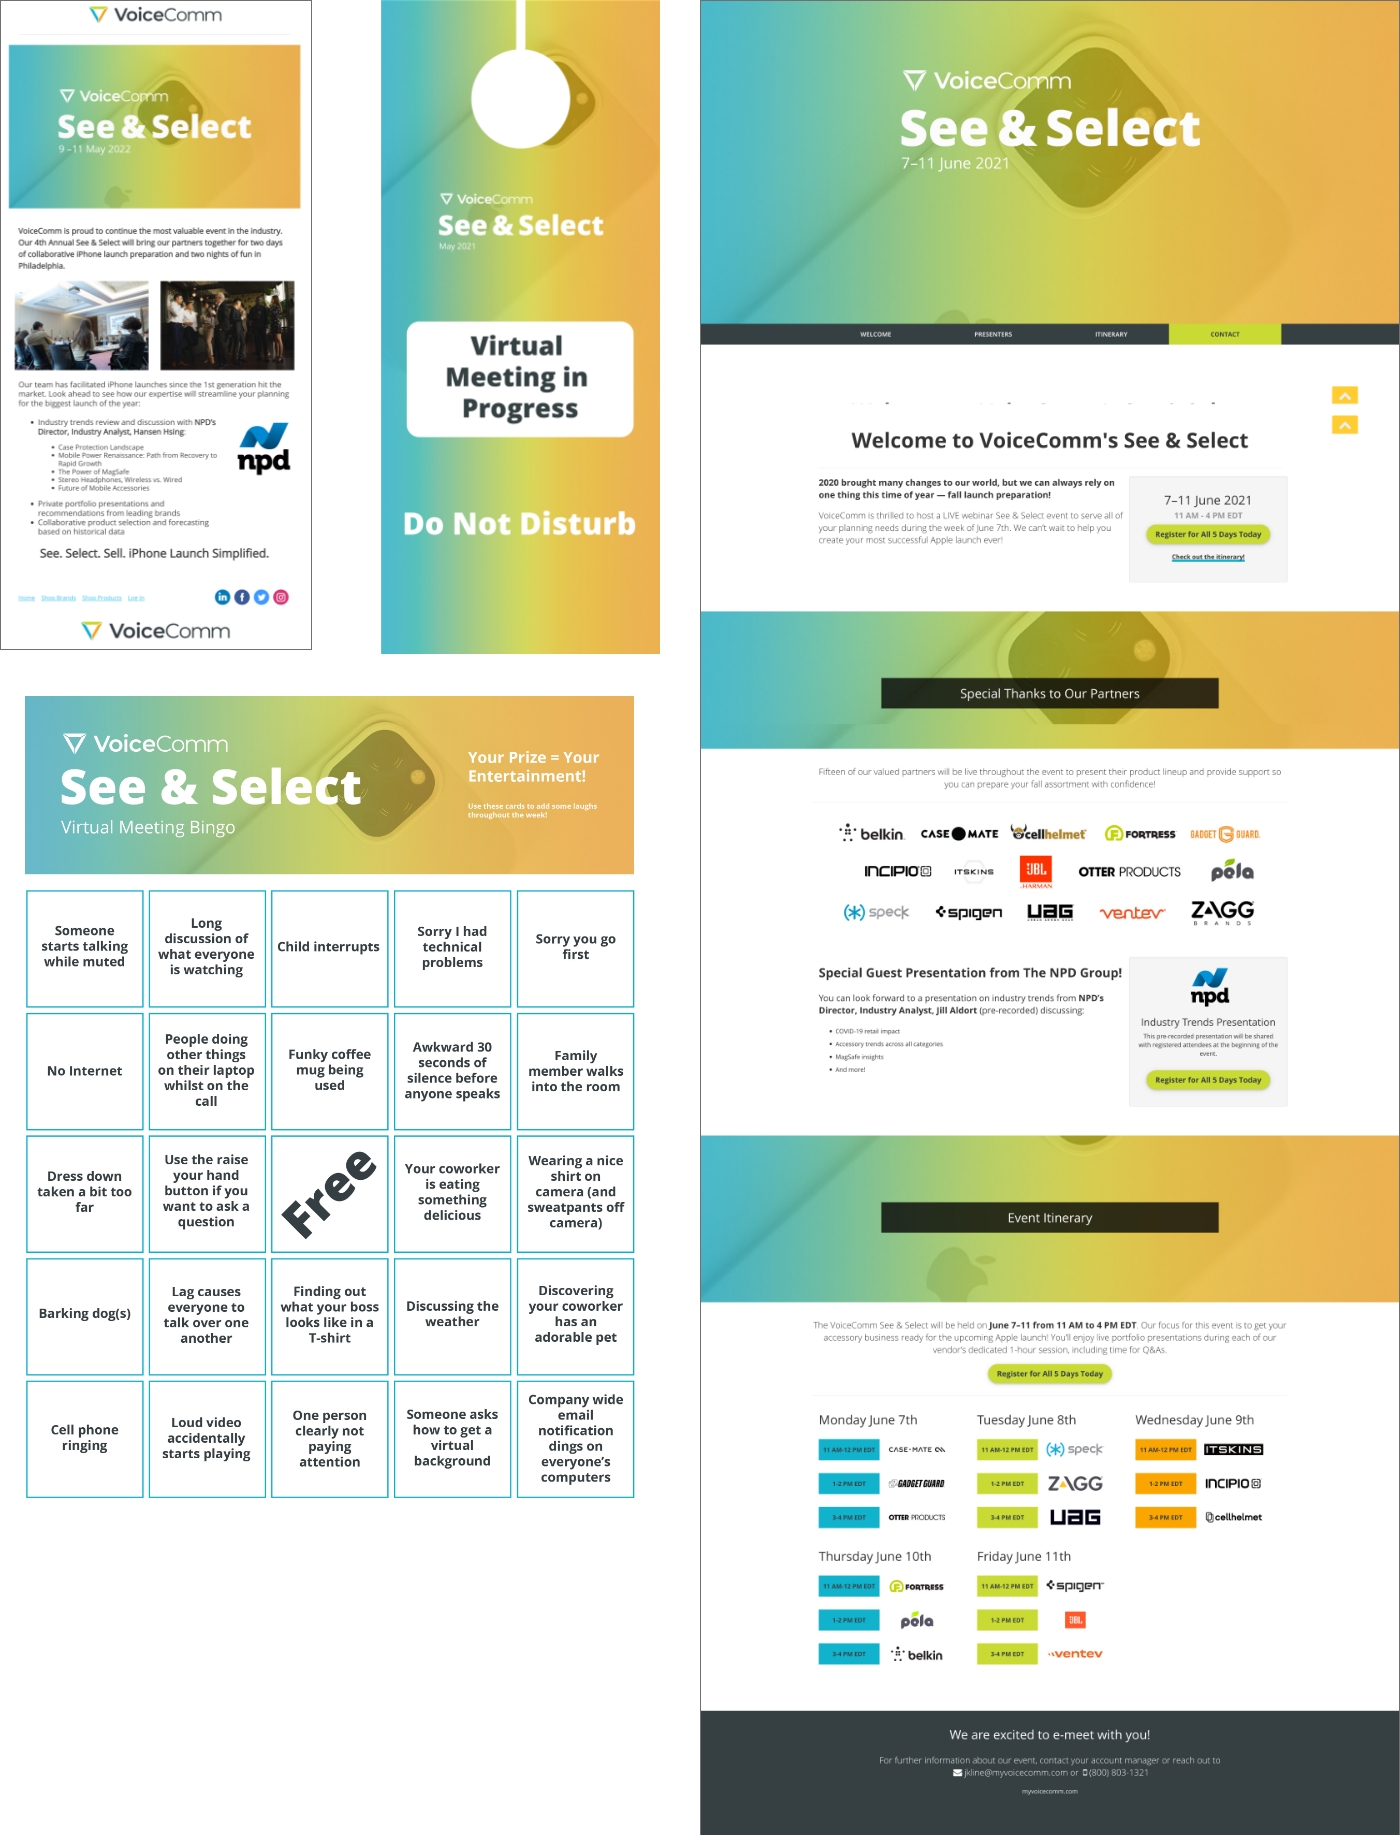 VoiceComm
VoiceComm
See & Select
9 –11 May 2022
VoiceComm is proud to continue the most valuable event in the industry.
Our 4th Annual See & Select will bring our partners together for two days
of collaborative iPhone launch preparation and two nights of fun in
Philadelphia.
Our team has facilitated iPhone launches since the 1st generation hit the
market. Look ahead to see how our expertise will streamline your planning
for the biggest launch of the year:
• Industry trends review and discussion with NPD's
Director, Industry Analyst, Hansen Hsing:
• Case Protection Landscape
• Mobile Power Renaissance: Path from Recovery to
Rapid Growth
• The Power of MagSafe
• Stereo Headphones, Wireless vs. Wired
• Future of Mobile Accessories
npd
• Private portfolio presentations and
recommendations from leading brands
• Collaborative product selection and forecasting
based on historical data
See. Select. Sell. iPhone Launch Simplified.
Home Shop Brands Shop Products Log In
VoiceComm
VoiceComm
See & Select
May 2021
Virtual
Meeting in
Progress
Do Not Disturb
VoiceComm
See & Select
Virtual Meeting Bingo
Your Prize = Your
Entertainment!
Use these cards to add some laughs
throughout the week!
Someone
starts talking
while muted
Long
discussion of
what everyone
is watching
Child interrupts
Sorry I had
technical
problems
Sorry you go
first
No Internet
People doing
other things
on their laptop
whilst on the
call
Funky coffee
mug being
used
Awkward 30
seconds of
silence before
anyone speaks
Family
member walks
into the room
Dress down
taken a bit too
far
Use the raise
your hand
button if you
want to ask a
question
Free
Your coworker
is eating
something
delicious
Wearing a nice
shirt on
camera (and
sweatpants off
camera)
Barking dog(s)
Lag causes
everyone to
talk over one
another
Finding out
what your boss
looks like in a
T-shirt
Discussing the
weather
Discovering
your coworker
has an
adorable pet
Cell phone
ringing
Loud video
accidentally
starts playing
One person
clearly not
paying
attention
Someone asks
how to get a
virtual
background
Company wide
email
notification
dings on
everyone's
computers
VoiceComm
See & Select
7–11 June 2021
WELCOME PRESENTERS ITINERARY CONTACT
Welcome to VoiceComm's See & Select
2020 brought many changes to our world, but we can always rely on
one thing this time of year — fall launch preparation!
VoiceComm is thrilled to host a LIVE webinar See & Select event to serve all of
your planning needs during the week of June 7th. We can't wait to help you
create your most successful Apple launch ever!
7–11 June 2021
11 AM - 4 PM EDT
Register for All 5 Days Today
Check out the itinerary!
Special Thanks to Our Partners
Fifteen of our valued partners will be live throughout the event to present their product lineup and provide support so
you can prepare your fall assortment with confidence!
belkin CASE MATE cellhelmet FORTRESS GADGET GUARD
INCIPIO ITSKINS JBL HARMAN OTTER PRODUCTS pela
speck spigen UAG ventev ZAGG BRANDS
Special Guest Presentation from The NPD Group!
You can look forward to a presentation on industry trends from NPD's
Director, Industry Analyst, Jill Aldort (pre-recorded) discussing:
• COVID-19 retail impact
• Accessory trends across all categories
• MagSafe insights
• And more!
npd
Industry Trends Presentation
This pre-recorded presentation will be shared
with registered attendees at the beginning of the
event.
Register for All 5 Days Today
Event Itinerary
The VoiceComm See & Select will be held on June 7–11 from 11 AM to 4 PM EDT. Our focus for this event is to get your
accessory business ready for the upcoming Apple launch! You'll enjoy live portfolio presentations during each of our
vendor's dedicated 1-hour session, including time for Q&As.
Register for All 5 Days Today
Monday June 7th
11 AM-12 PM EDT CASE-MATE
1-2 PM EDT GADGET GUARD
3-4 PM EDT OTTER PRODUCTS
Tuesday June 8th
11 AM-12 PM EDT speck
1-2 PM EDT ZAGG
3-4 PM EDT UAG
Wednesday June 9th
11 AM-12 PM EDT ITSKINS
1-2 PM EDT INCIPIO
3-4 PM EDT cellhelmet
Thursday June 10th
11 AM-12 PM EDT FORTRESS
1-2 PM EDT pela
3-4 PM EDT belkin
Friday June 11th
11 AM-12 PM EDT spigen
1-2 PM EDT JBL
3-4 PM EDT ventev
We are excited to e-meet with you!
For further information about our event, contact your account manager or reach out to
jkline@myvoicecomm.com or (800) 803-1321
myvoicecomm.com